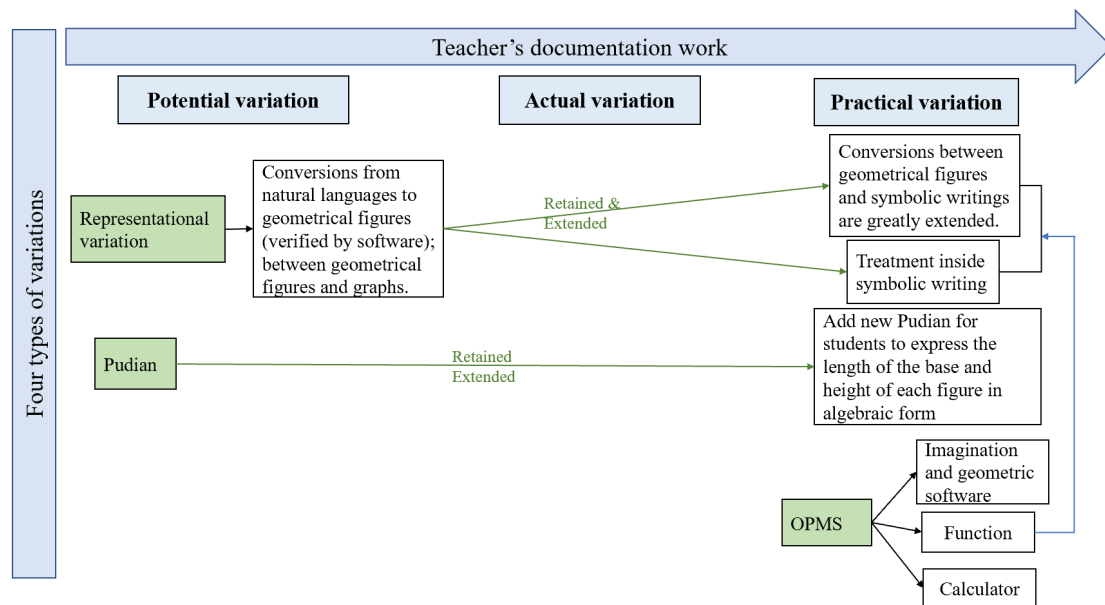 Teacher's documentation work
Four types of variations
Potential variation
Actual variation
Practical variation
Representational
variation
Conversions from
natural languages to
geometrical figures
(verified by software);
between geometrical
figures and graphs.
Retained &
Extended
Conversions between
geometrical figures
and symbolic writings
are greatly extended.
Treatment inside
symbolic writing
Pudian
Retained
Extended
Add new Pudian for
students to express the
length of the base and
height of each figure in
algebraic form
OPMS
Imagination
and geometric
software
Function
Calculator